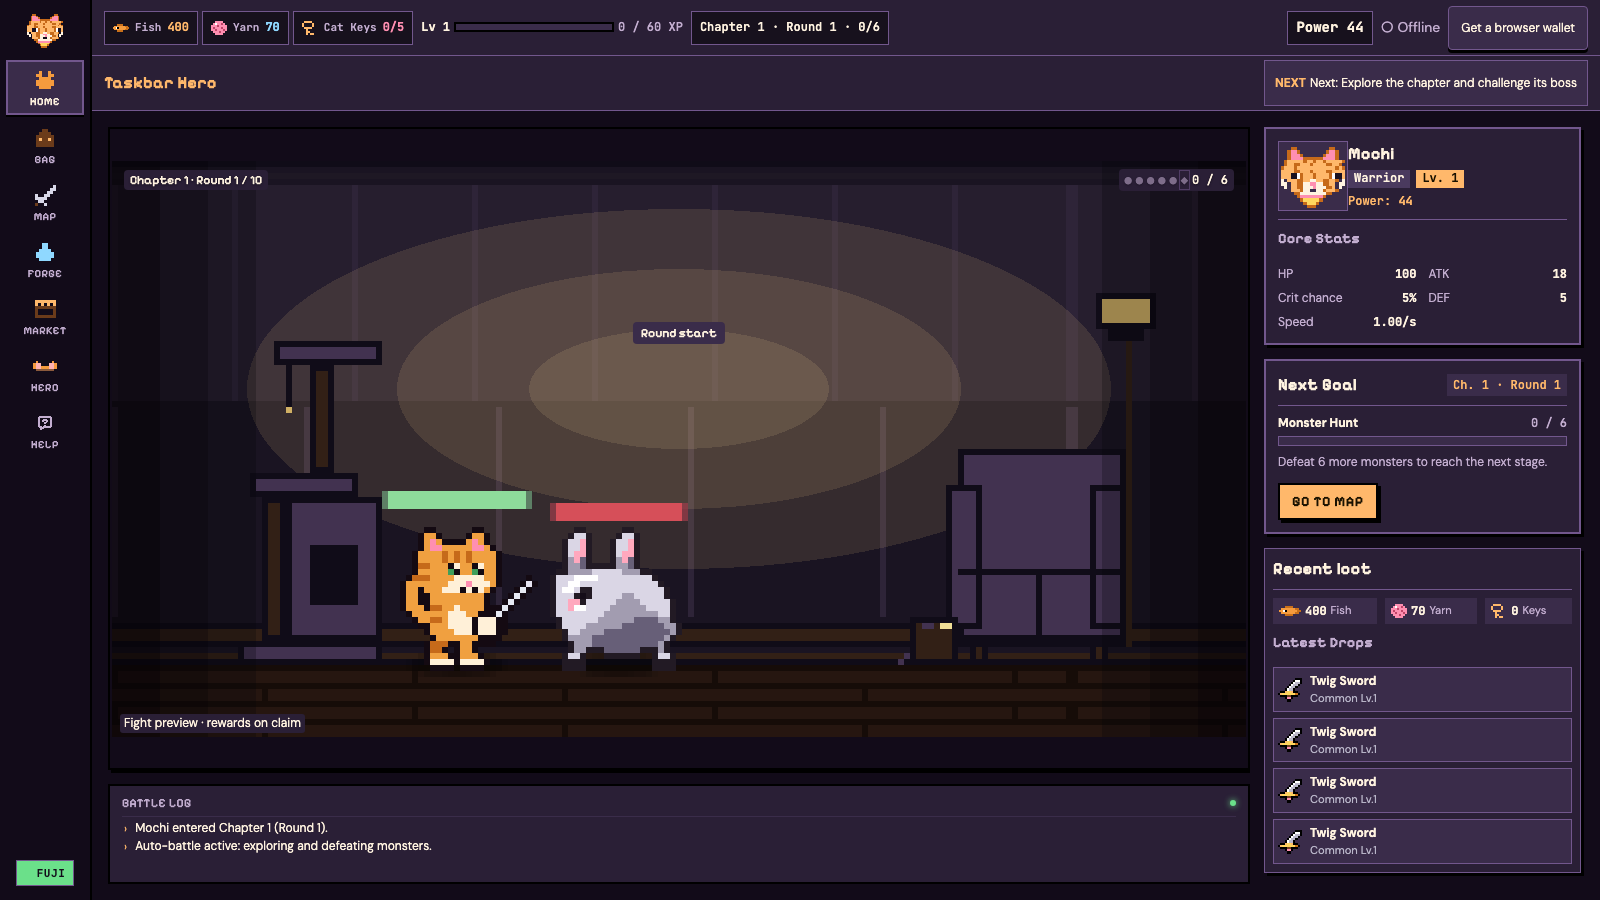 Fish 400
Yarn 70
Cat Keys 0/5
Lv 1
0 / 60 XP
Chapter 1 · Round 1 · 0/6
Power 44
Offline
Get a browser wallet
HOME
BAG
MAP
FORGE
MARKET
HERO
HELP
FUJI
Taskbar Hero
NEXT Next: Explore the chapter and challenge its boss
Chapter 1 · Round 1 / 10
0 / 6
Round start
Fight preview · rewards on claim
BATTLE LOG
› Mochi entered Chapter 1 (Round 1).
› Auto-battle active: exploring and defeating monsters.
Mochi
Warrior Lv. 1
Power: 44
Core Stats
HP 100 ATK 18
Crit chance 5% DEF 5
Speed 1.00/s
Next Goal
Ch. 1 · Round 1
Monster Hunt 0 / 6
Defeat 6 more monsters to reach the next stage.
GO TO MAP
Recent loot
400 Fish
70 Yarn
0 Keys
Latest Drops
Twig Sword
Common Lv.1
Twig Sword
Common Lv.1
Twig Sword
Common Lv.1
Twig Sword
Common Lv.1